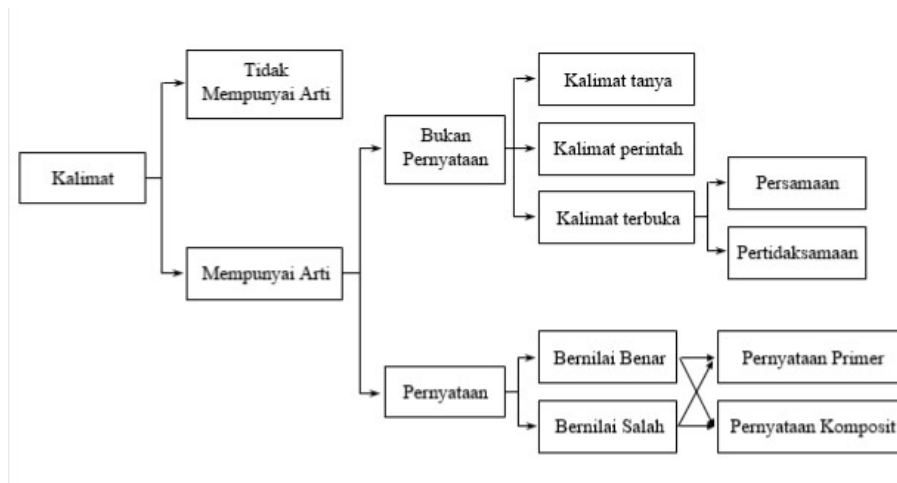 Kalimat
Tidak
Mempunyai Arti
Mempunyai Arti
Bukan
Pernyataan
Pernyataan
Kalimat tanya
Kalimat perintah
Kalimat terbuka
Persamaan
Pertidaksamaan
Bernilai Benar
Bernilai Salah
Pernyataan Primer
Pernyataan Komposit